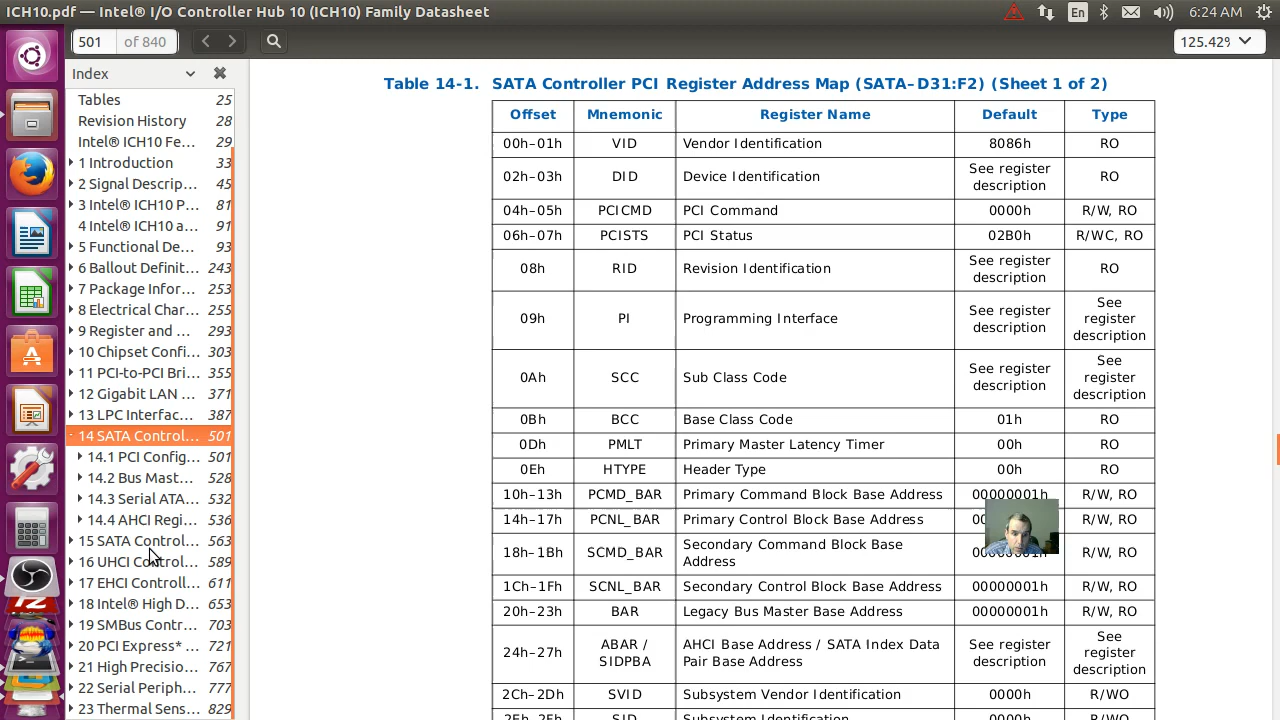 ICH10.pdf — Intel® I/O Controller Hub 10 (ICH10) Family Datasheet
En
6:24 AM
501 of 840
125.42%
Index
Tables 25
Revision History 28
Intel® ICH10 Fe... 29
1 Introduction 33
2 Signal Descrip... 45
3 Intel® ICH10 P... 81
4 Intel® ICH10 a... 91
5 Functional De... 93
6 Ballout Definit... 243
7 Package Infor... 253
8 Electrical Char... 255
9 Register and ... 293
10 Chipset Confi... 303
11 PCI-to-PCI Bri... 355
12 Gigabit LAN ... 371
13 LPC Interfac... 387
14 SATA Control... 501
14.1 PCI Config... 501
14.2 Bus Mast... 528
14.3 Serial ATA... 532
14.4 AHCI Regi... 536
15 SATA Control... 563
16 UHCI Control... 589
17 EHCI Controll... 611
18 Intel® High D... 653
19 SMBus Contr... 703
20 PCI Express* ... 721
21 High Precisio... 767
22 Serial Periph... 777
23 Thermal Sens... 829
Table 14-1. SATA Controller PCI Register Address Map (SATA–D31:F2) (Sheet 1 of 2)
Offset Mnemonic Register Name Default Type
00h–01h VID Vendor Identification 8086h RO
02h–03h DID Device Identification See register description RO
04h–05h PCICMD PCI Command 0000h R/W, RO
06h–07h PCISTS PCI Status 02B0h R/WC, RO
08h RID Revision Identification See register description RO
09h PI Programming Interface See register description See register description
0Ah SCC Sub Class Code See register description See register description
0Bh BCC Base Class Code 01h RO
0Dh PMLT Primary Master Latency Timer 00h RO
0Eh HTYPE Header Type 00h RO
10h–13h PCMD_BAR Primary Command Block Base Address 00000001h R/W, RO
14h–17h PCNL_BAR Primary Control Block Base Address R/W, RO
18h–1Bh SCMD_BAR Secondary Command Block Base Address 00000001h R/W, RO
1Ch–1Fh SCNL_BAR Secondary Control Block Base Address 00000001h R/W, RO
20h–23h BAR Legacy Bus Master Base Address 00000001h R/W, RO
24h–27h ABAR / SIDPBA AHCI Base Address / SATA Index Data Pair Base Address See register description See register description
2Ch–2Dh SVID Subsystem Vendor Identification 0000h R/WO